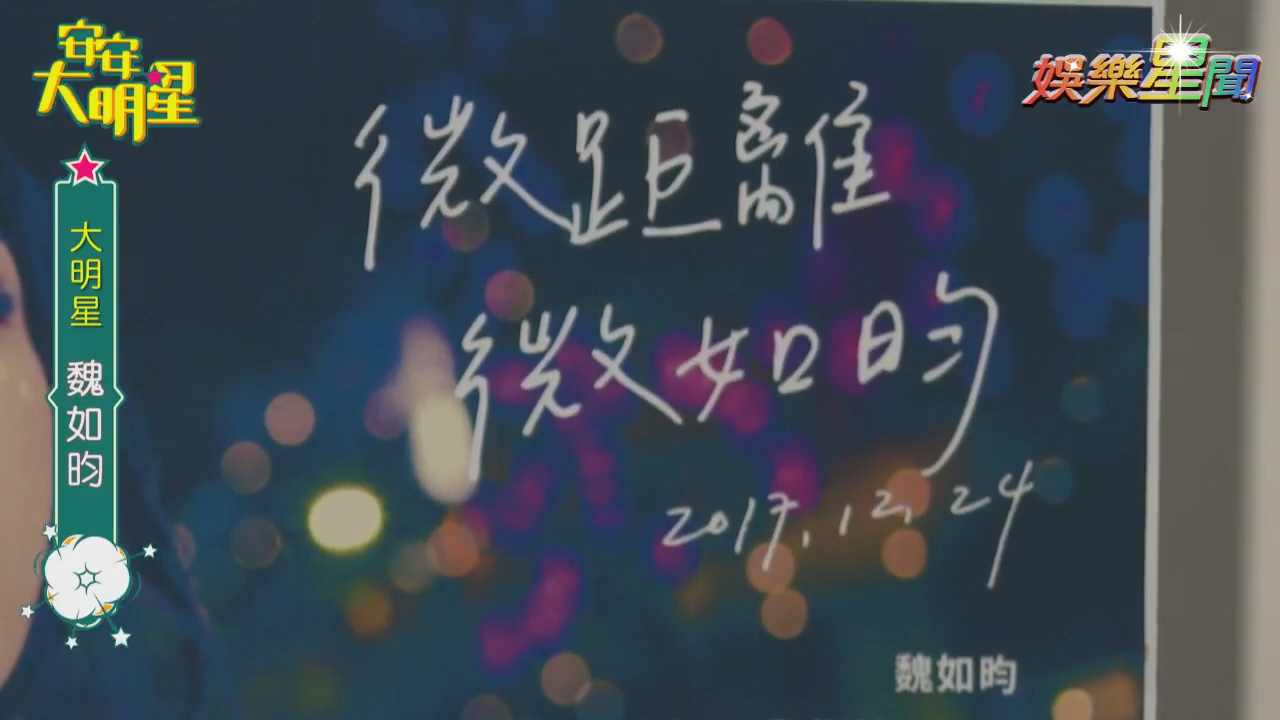 安安
大明星
娛樂星聞
大明星 魏如昀
微距離
微如昀
2017.12.24
魏如昀